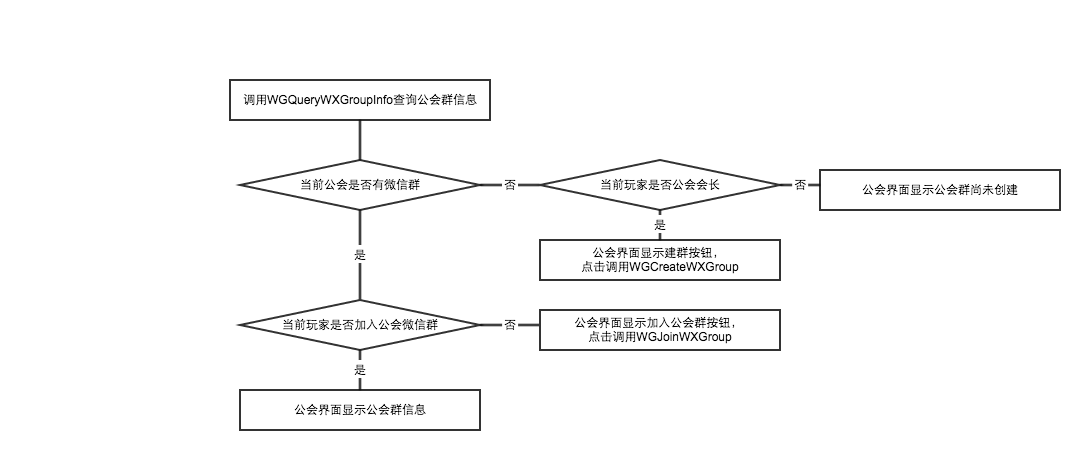 调用WGQueryWXGroupInfo查询公会群信息
当前公会是否有微信群
否
当前玩家是否公会会长
否
公会界面显示公会群尚未创建
是
公会界面显示建群按钮，
点击调用WGCreateWXGroup
是
当前玩家是否加入公会微信群
否
公会界面显示加入公会群按钮，
点击调用WGJoinWXGroup
是
公会界面显示公会群信息